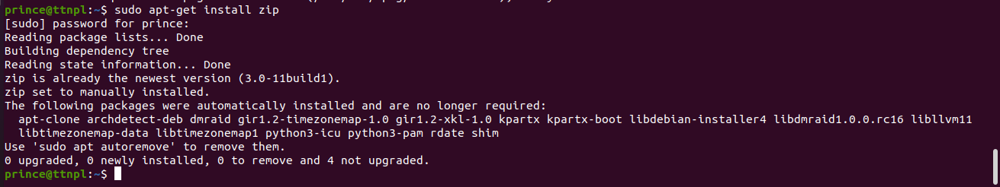 prince@ttnpl:~$ sudo apt-get install zip
[sudo] password for prince:
Reading package lists... Done
Building dependency tree
Reading state information... Done
zip is already the newest version (3.0-11build1).
zip set to manually installed.
The following packages were automatically installed and are no longer required:
  apt-clone archdetect-deb dmraid gir1.2-timezonemap-1.0 gir1.2-xkl-1.0 kpartx kpartx-boot libdebian-installer4 libdmraid1.0.0.rc16 libllvm11
  libtimezonemap-data libtimezonemap1 python3-icu python3-pam rdate shim
Use 'sudo apt autoremove' to remove them.
0 upgraded, 0 newly installed, 0 to remove and 4 not upgraded.
prince@ttnpl:~$